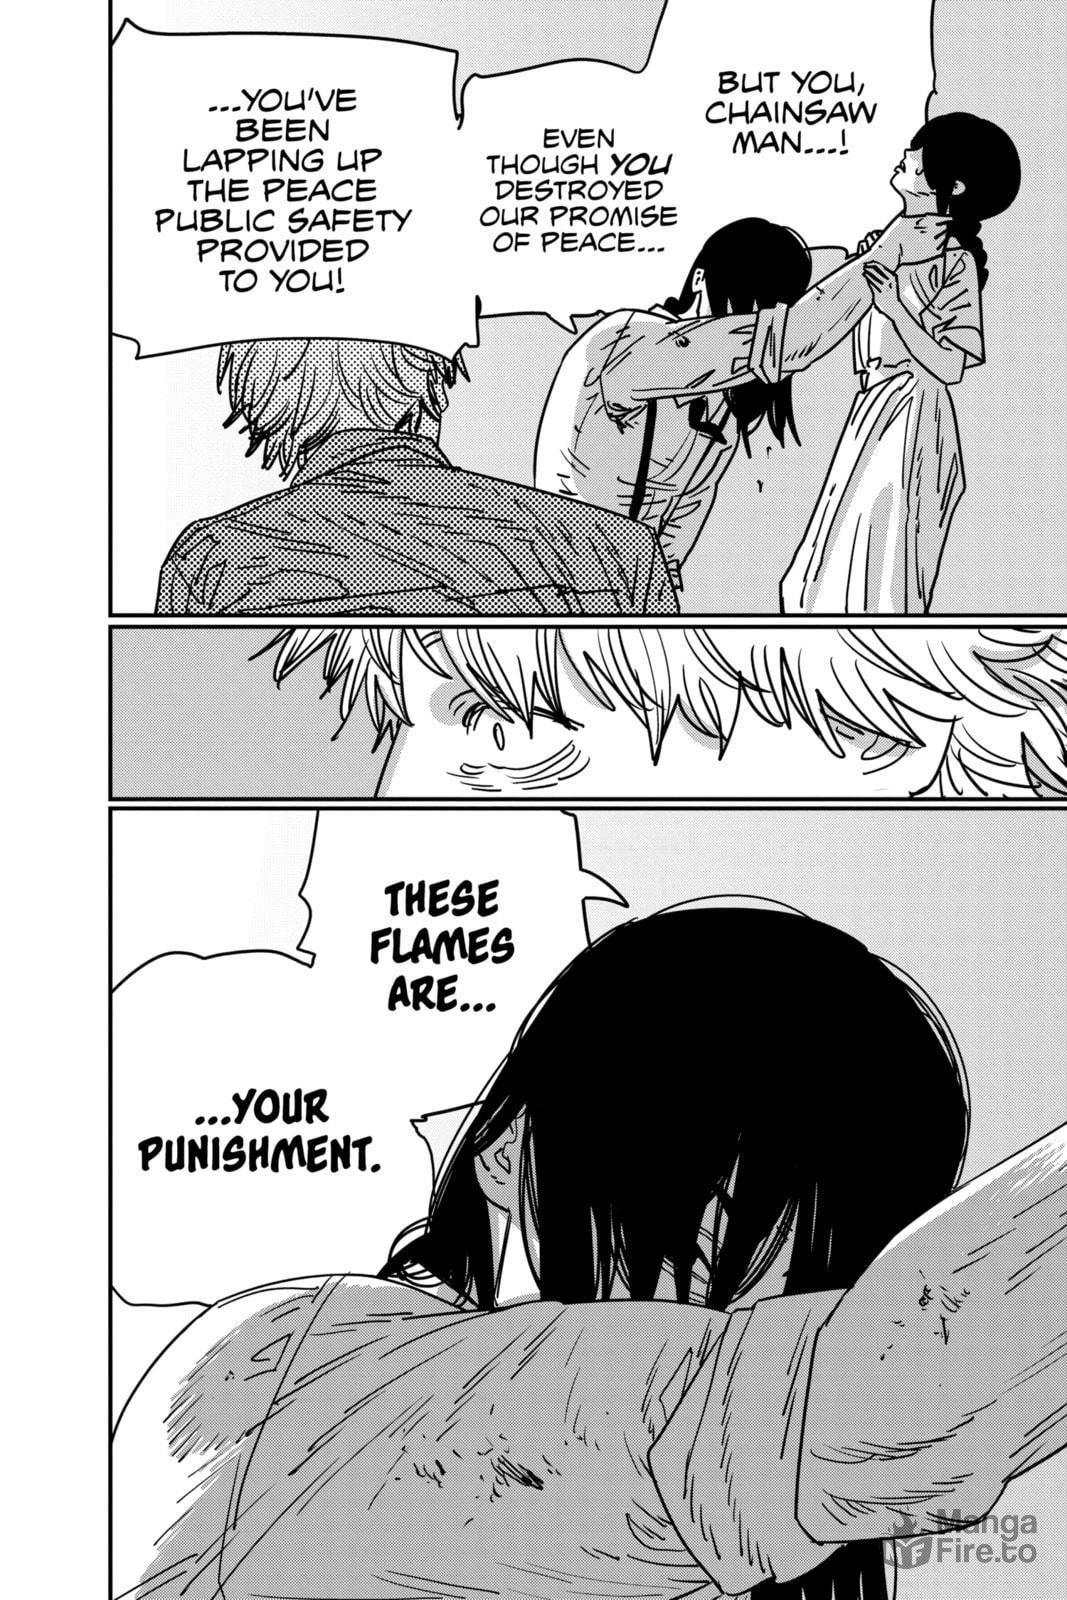 BUT YOU,
CHAINSAW
MAN...!
EVEN
THOUGH YOU
DESTROYED
OUR PROMISE
OF PEACE...
...YOU'VE
BEEN
LAPPING UP
THE PEACE
PUBLIC SAFETY
PROVIDED
TO YOU!
THESE
FLAMES
ARE...
...YOUR
PUNISHMENT.
Manga
Fire.to